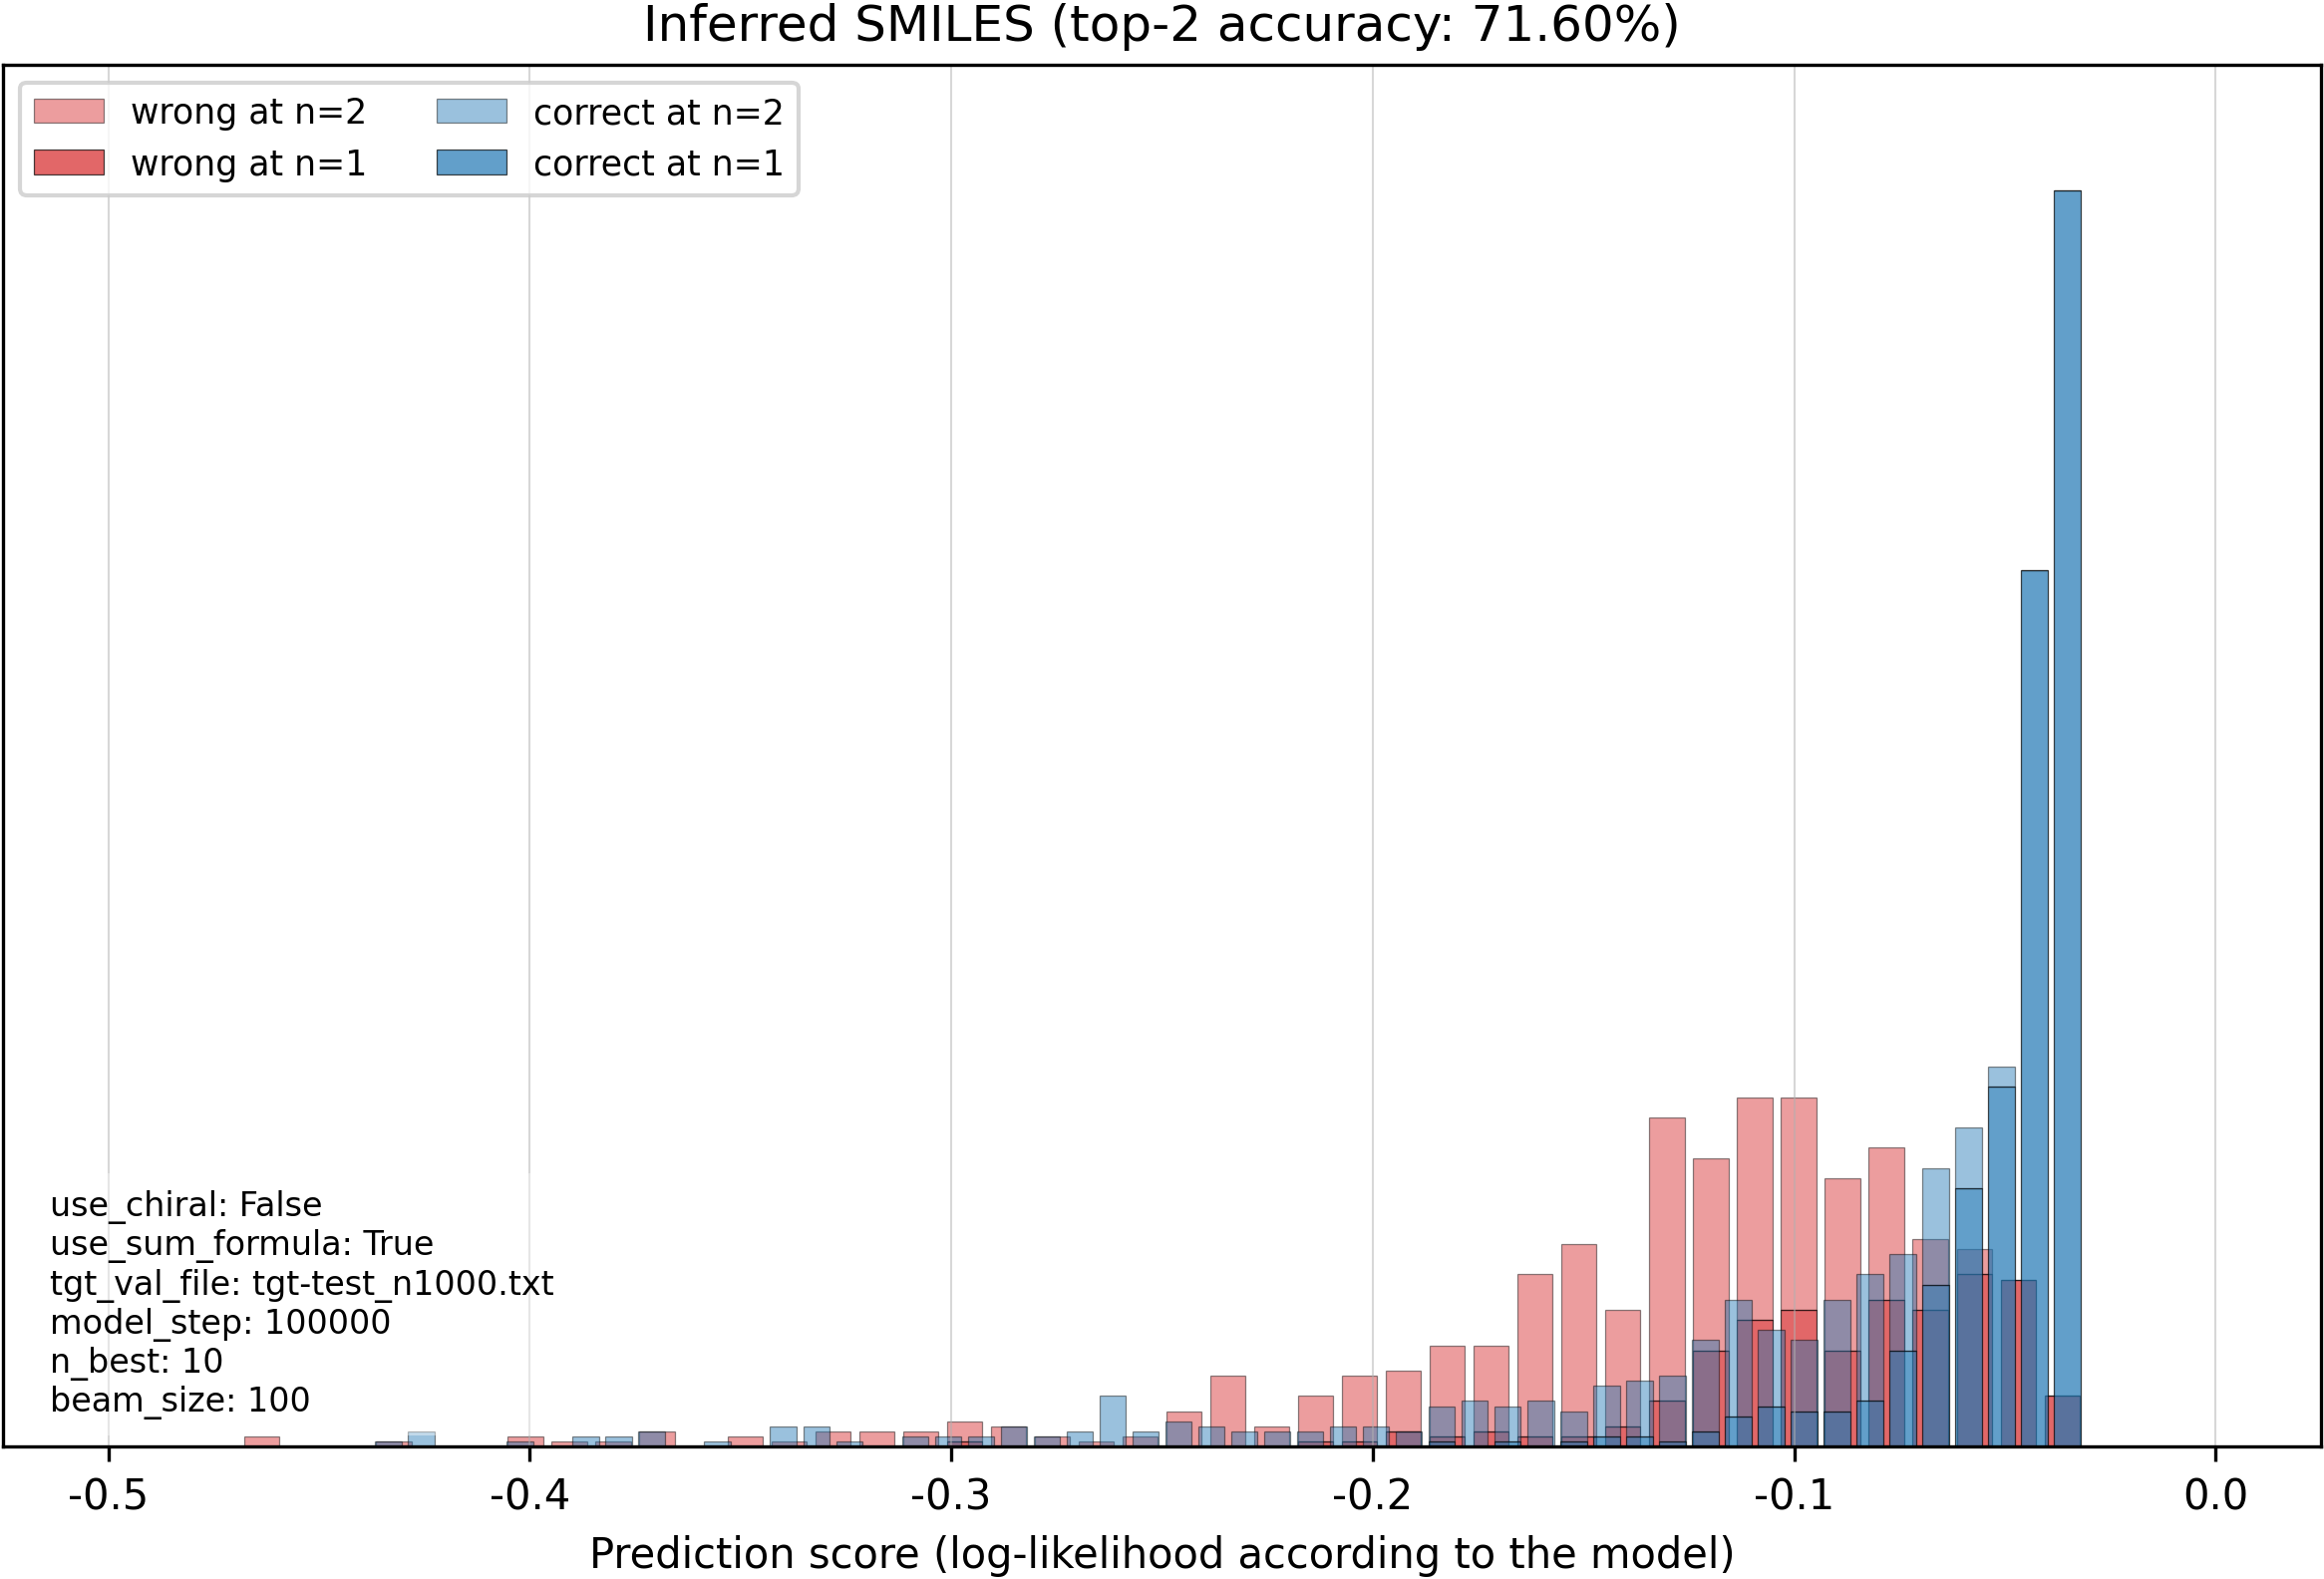 Inferred SMILES (top-2 accuracy: 71.60%)
wrong at n=2
correct at n=2
wrong at n=1
correct at n=1
use_chiral: False
use_sum_formula: True
tgt_val_file: tgt-test_n1000.txt
model_step: 100000
n_best: 10
beam_size: 100
-0.5 -0.4 -0.3 -0.2 -0.1 0.0
Prediction score (log-likelihood according to the model)